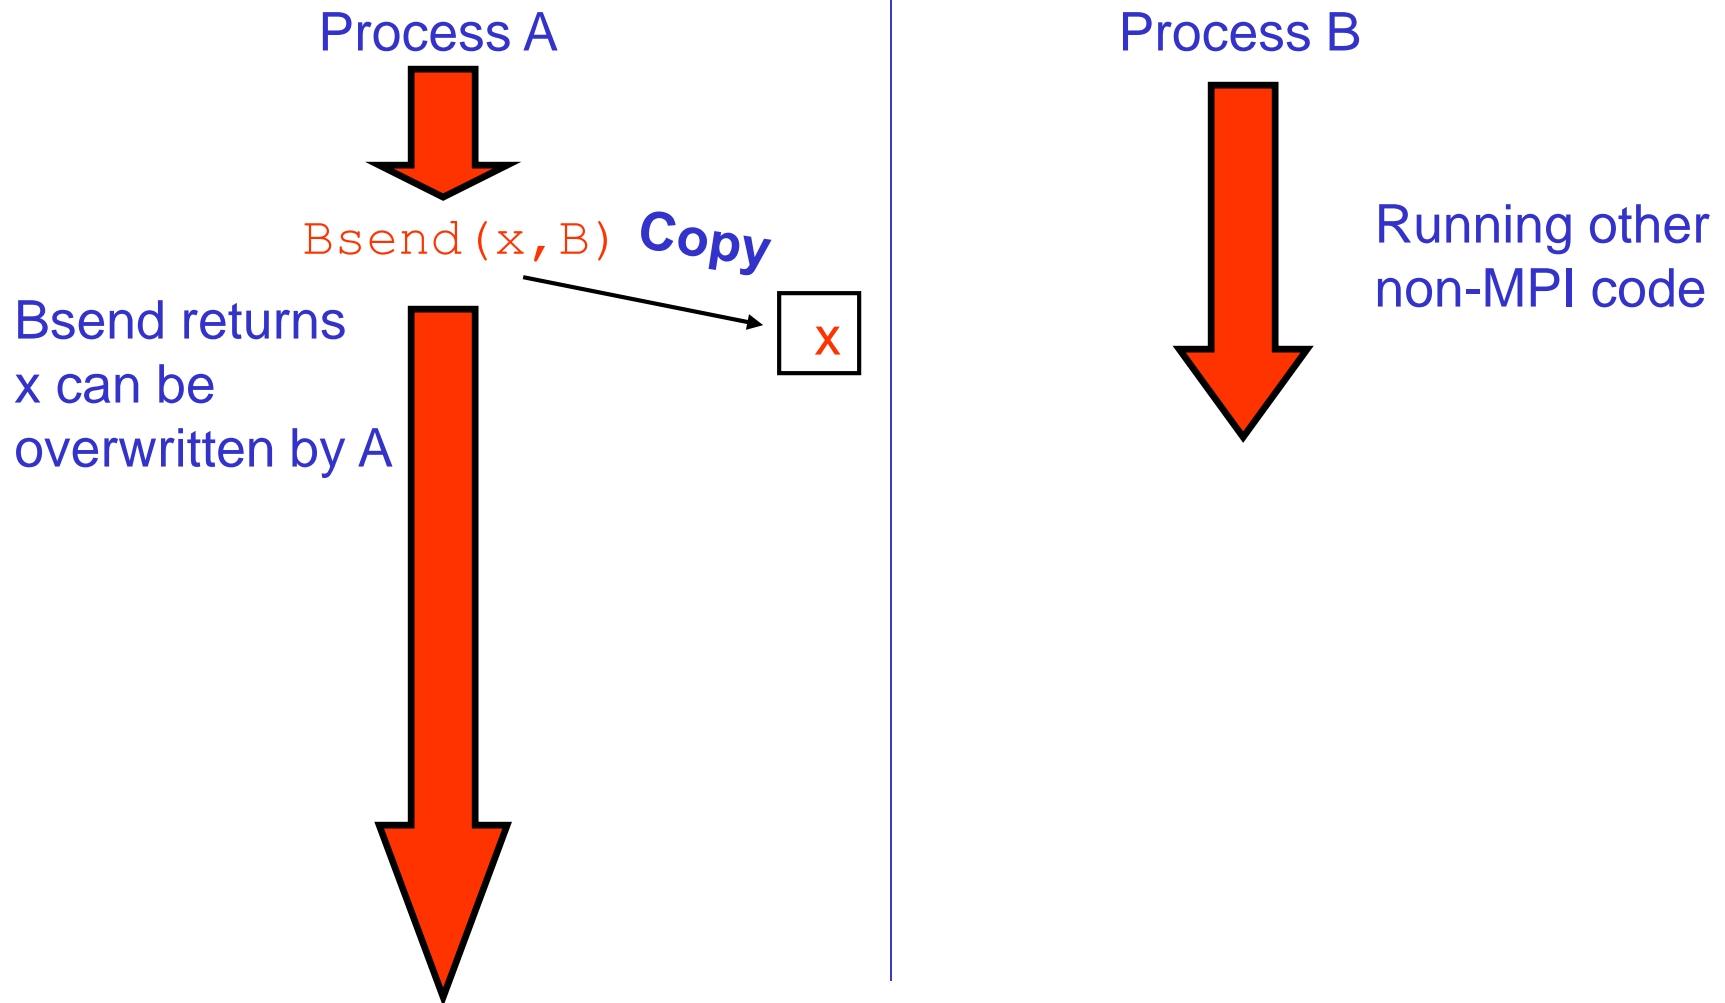 Process A
Process B
Bsend(x,B) Copy
x
Bsend returns
x can be
overwritten by A
Running other
non-MPI code